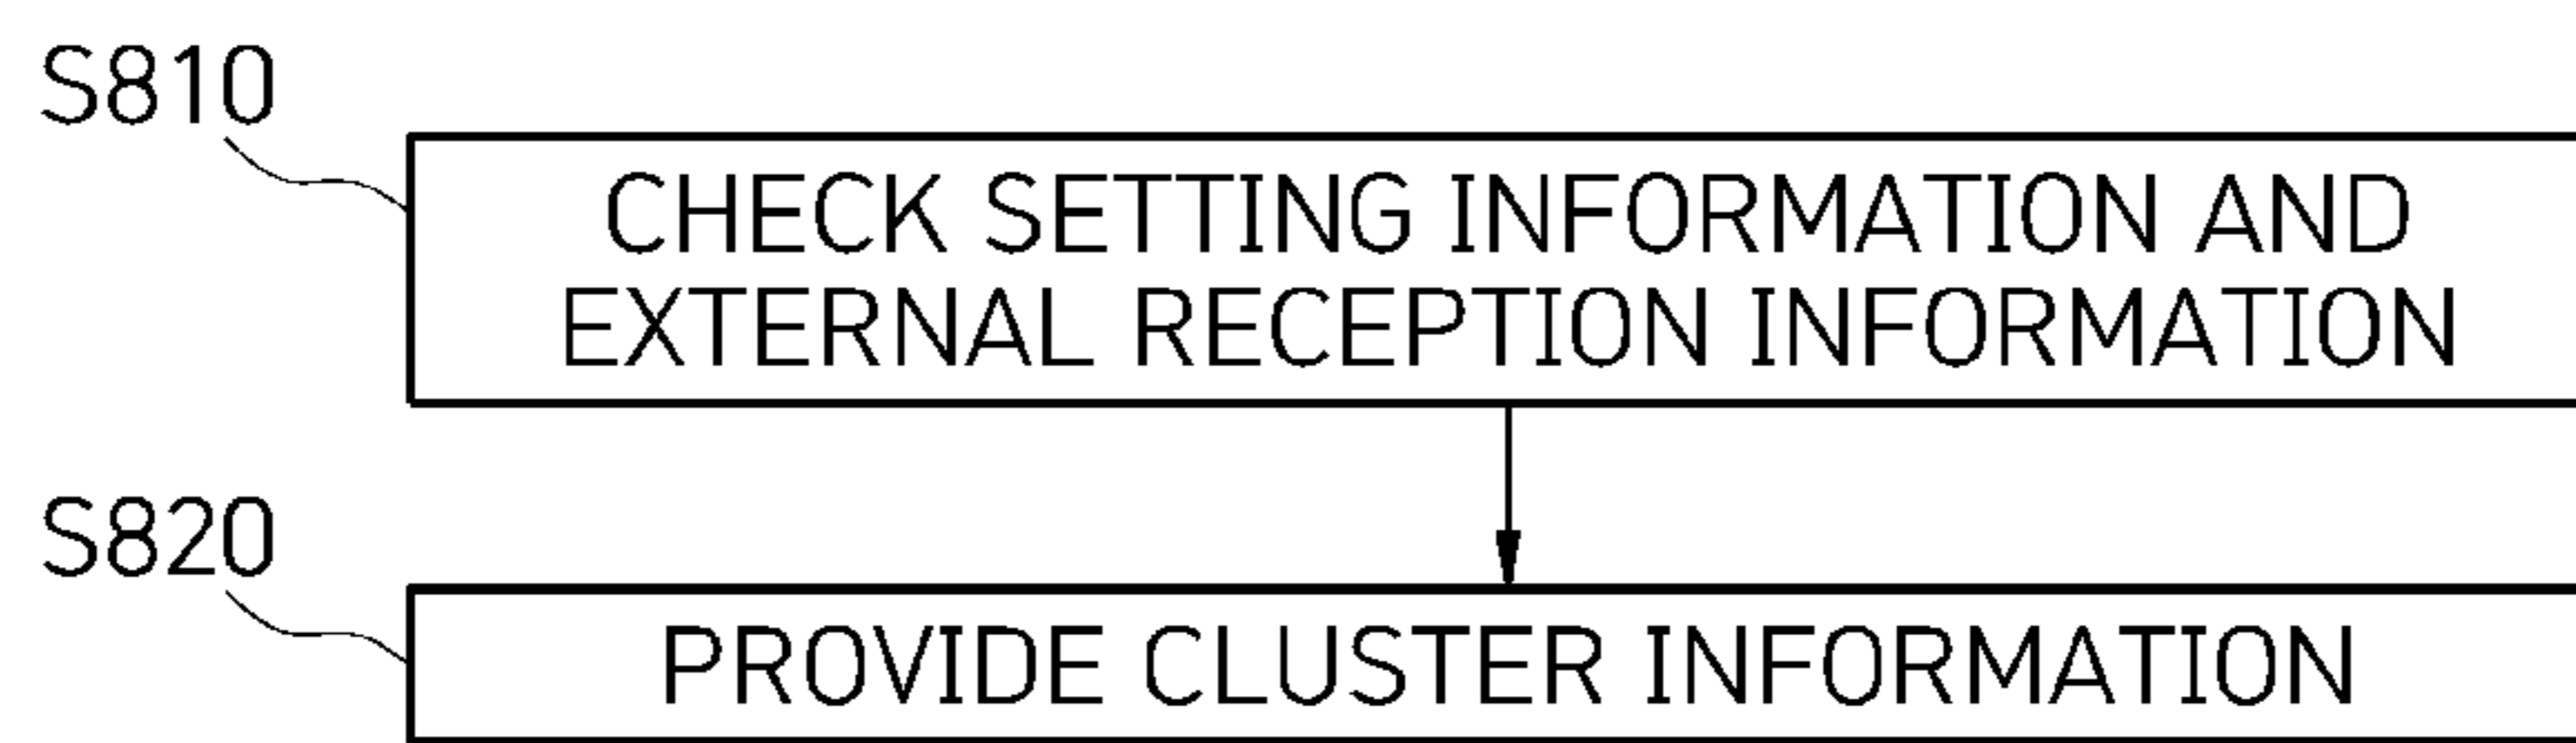 S810
CHECK SETTING INFORMATION AND
EXTERNAL RECEPTION INFORMATION
S820
PROVIDE CLUSTER INFORMATION